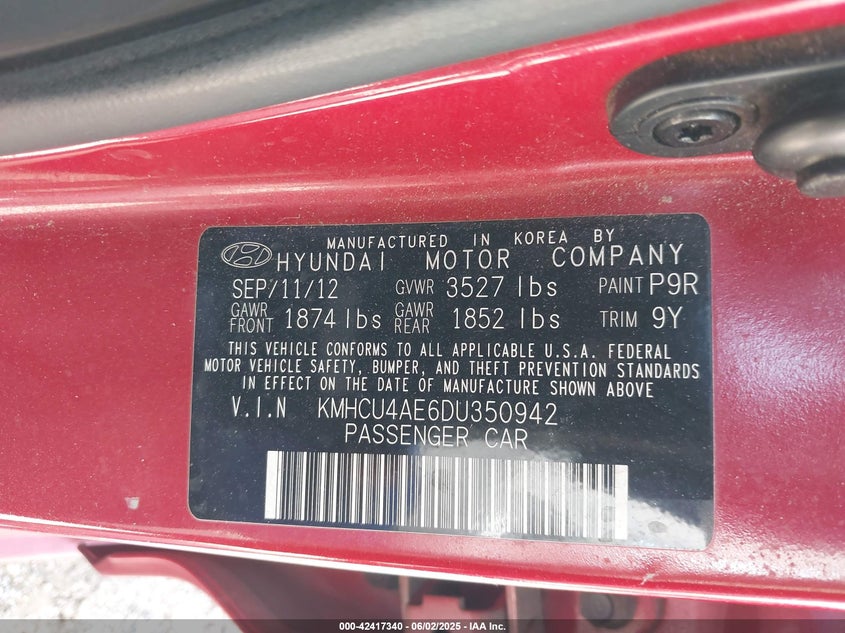 MANUFACTURED IN KOREA BY
HYUNDAI MOTOR COMPANY
SEP/11/12 GVWR 3527 lbs PAINT P9R
GAWR FRONT 1874 lbs GAWR REAR 1852 lbs TRIM 9Y
THIS VEHICLE CONFORMS TO ALL APPLICABLE U.S.A. FEDERAL
MOTOR VEHICLE SAFETY, BUMPER, AND THEFT PREVENTION STANDARDS
IN EFFECT ON THE DATE OF MANUFACTURE SHOWN ABOVE
V.I.N KMHCU4AE6DU350942
PASSENGER CAR
000-42417340 - 06/02/2025 - IAA Inc.